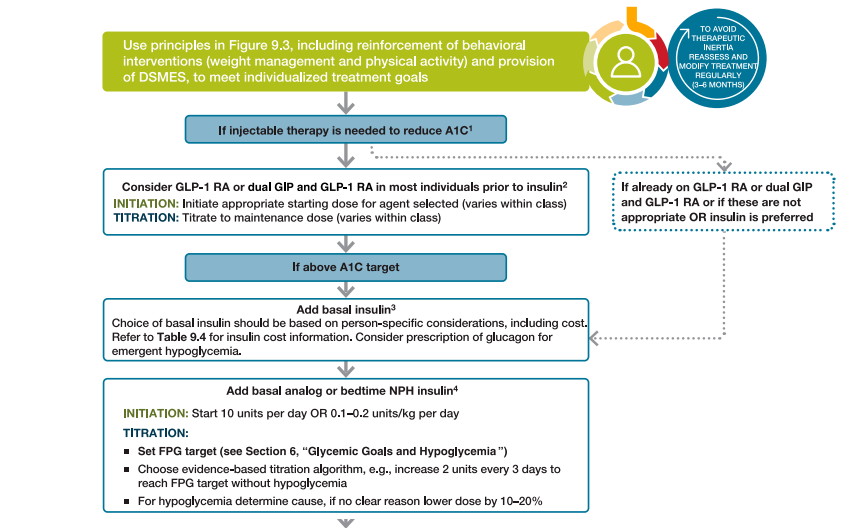 Use principles in Figure 9.3, including reinforcement of behavioral
interventions (weight management and physical activity) and provision
of DSMES, to meet individualized treatment goals
TO AVOID
THERAPEUTIC
INERTIA
REASSESS AND
MODIFY TREATMENT
REGULARLY
(3–6 MONTHS)
If injectable therapy is needed to reduce A1C¹
Consider GLP-1 RA or dual GIP and GLP-1 RA in most individuals prior to insulin²
INITIATION: Initiate appropriate starting dose for agent selected (varies within class)
TITRATION: Titrate to maintenance dose (varies within class)
If already on GLP-1 RA or dual GIP
and GLP-1 RA or if these are not
appropriate OR insulin is preferred
If above A1C target
Add basal insulin³
Choice of basal insulin should be based on person-specific considerations, including cost.
Refer to Table 9.4 for insulin cost information. Consider prescription of glucagon for
emergent hypoglycemia.
Add basal analog or bedtime NPH insulin⁴
INITIATION: Start 10 units per day OR 0.1–0.2 units/kg per day
TITRATION:
▪ Set FPG target (see Section 6, “Glycemic Goals and Hypoglycemia”)
▪ Choose evidence-based titration algorithm, e.g., increase 2 units every 3 days to
reach FPG target without hypoglycemia
▪ For hypoglycemia determine cause, if no clear reason lower dose by 10–20%